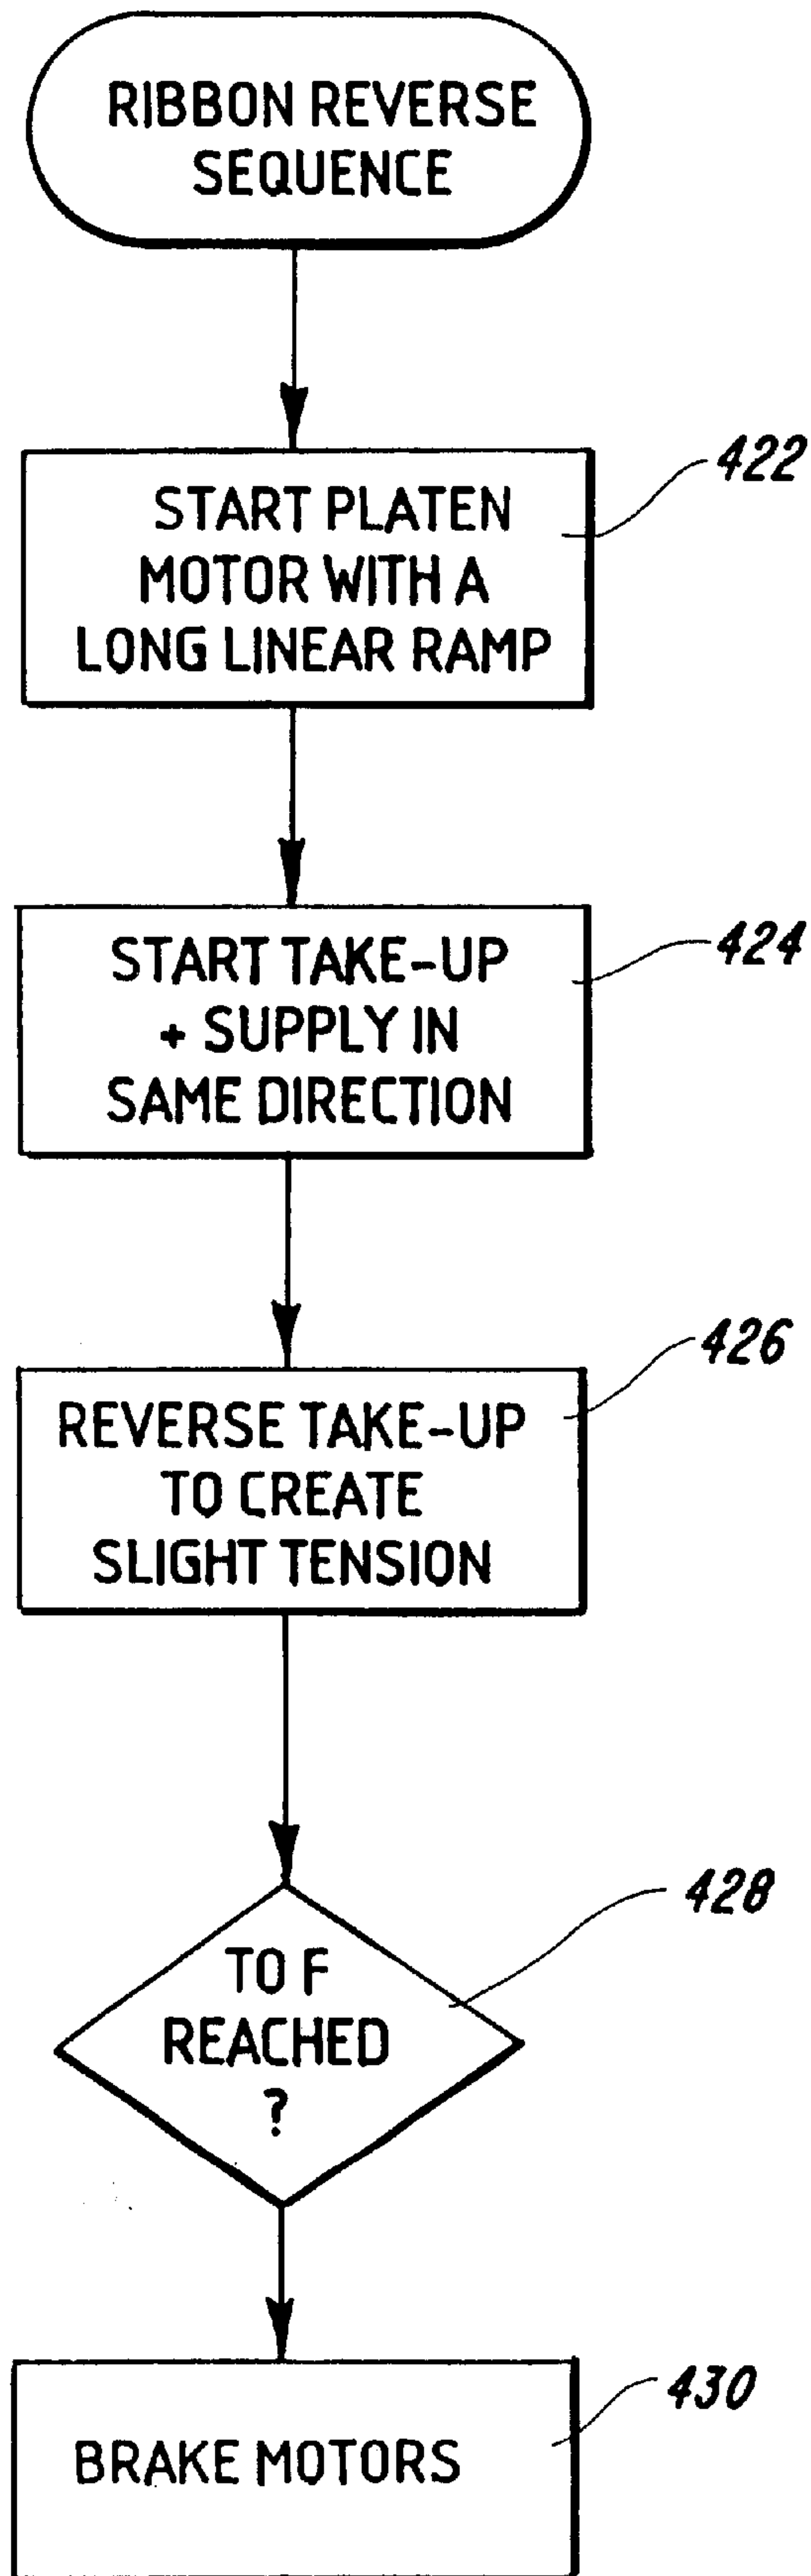 RIBBON REVERSE
SEQUENCE
422
START PLATEN
MOTOR WITH A
LONG LINEAR RAMP
424
START TAKE-UP
+ SUPPLY IN
SAME DIRECTION
426
REVERSE TAKE-UP
TO CREATE
SLIGHT TENSION
428
TO F
REACHED
?
430
BRAKE MOTORS